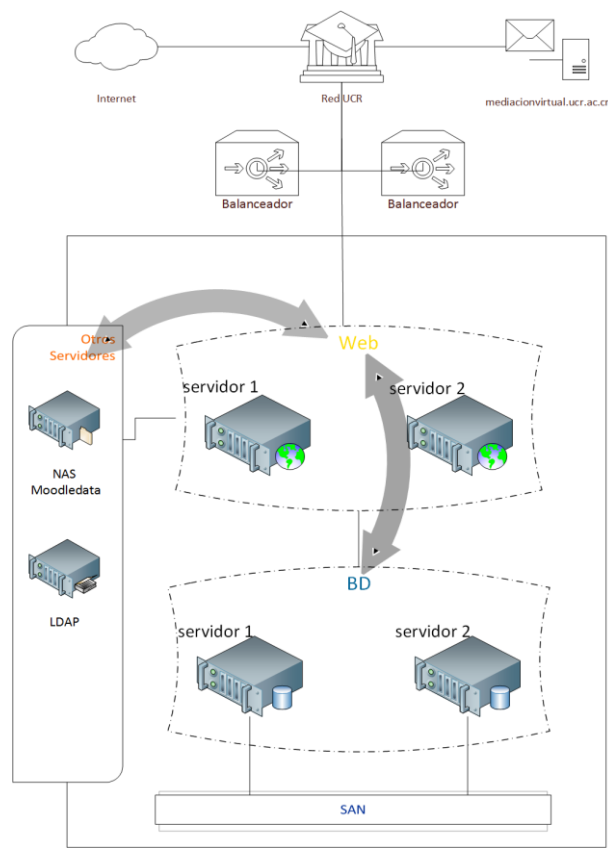 Internet
Red UCR
mediacionvirtual.ucr.ac.cr
Balanceador
Balanceador
Otros
Servidores
Web
servidor 1
servidor 2
NAS
Moodledata
LDAP
BD
servidor 1
servidor 2
SAN